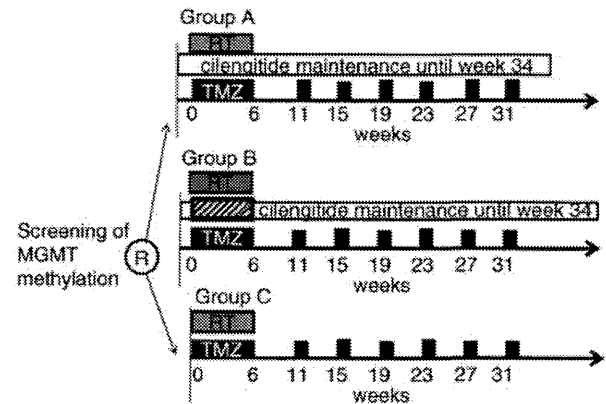 Group A
RT
cilengitide maintenance until week 34
TMZ
0 6 11 15 19 23 27 31
weeks
Group B
RT
cilengitide maintenance until week 34
TMZ
0 6 11 15 19 23 27 31
weeks
Screening of
MGMT
methylation
R
Group C
RT
TMZ
0 6 11 15 19 23 27 31
weeks